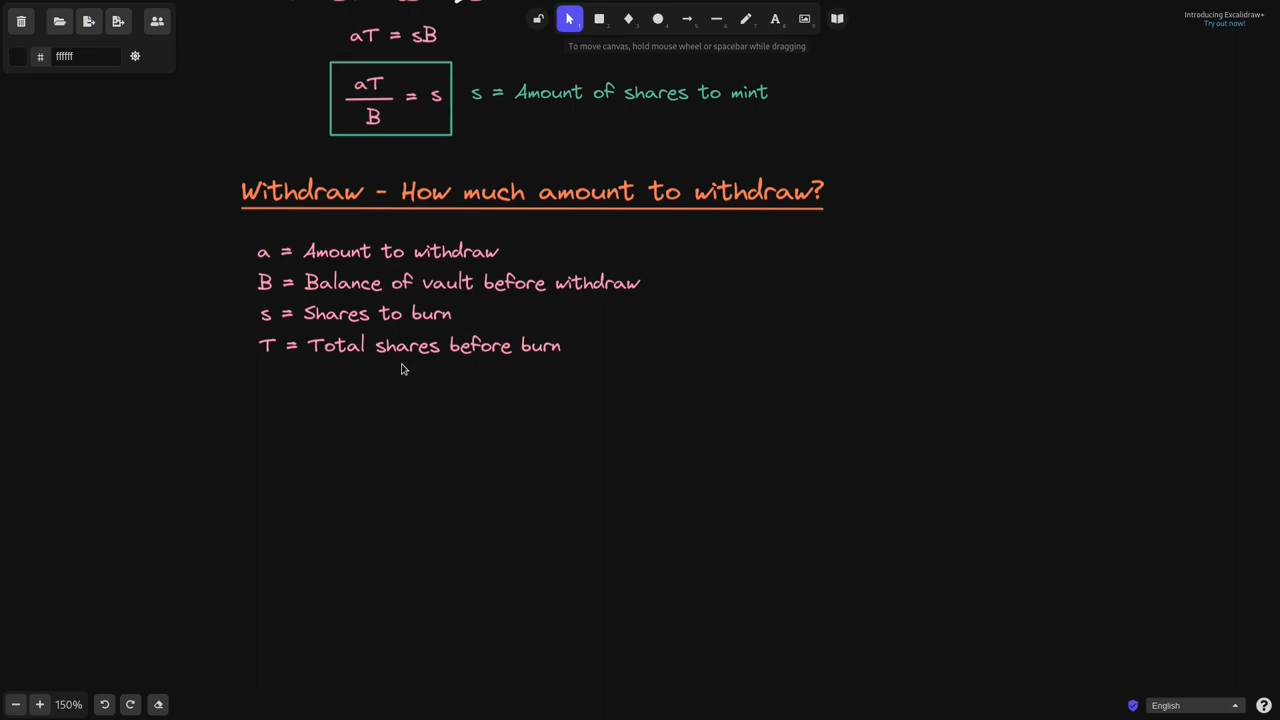 Introducing Excalidraw+
Try out now!
To move canvas, hold mouse wheel or spacebar while dragging
# ffffff
aT = sB
aT
B
= s
s = Amount of shares to mint
Withdraw - How much amount to withdraw?
a = Amount to withdraw
B = Balance of vault before withdraw
s = Shares to burn
T = Total shares before burn
150%
English